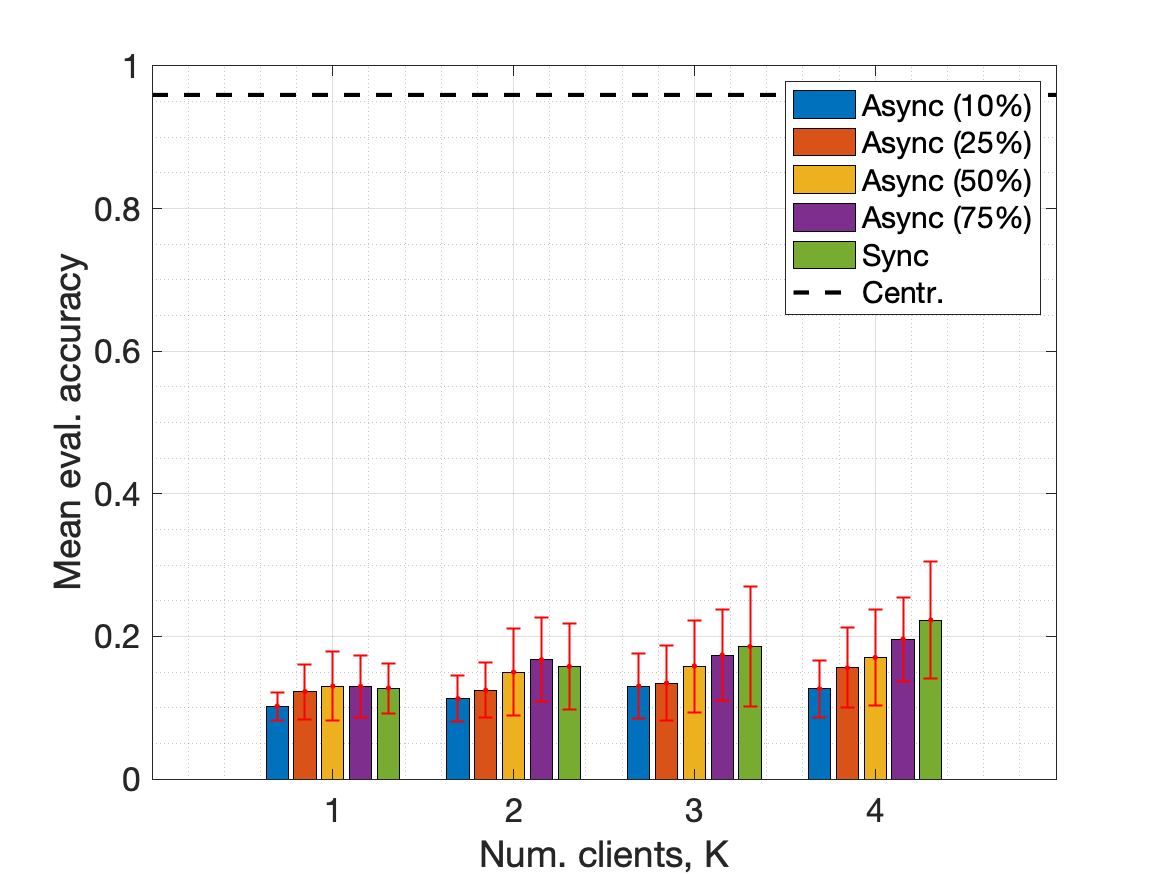 1
0.8
0.6
0.4
0.2
0
Mean eval. accuracy
Async (10%)
Async (25%)
Async (50%)
Async (75%)
Sync
Centr.
1 2 3 4
Num. clients, K